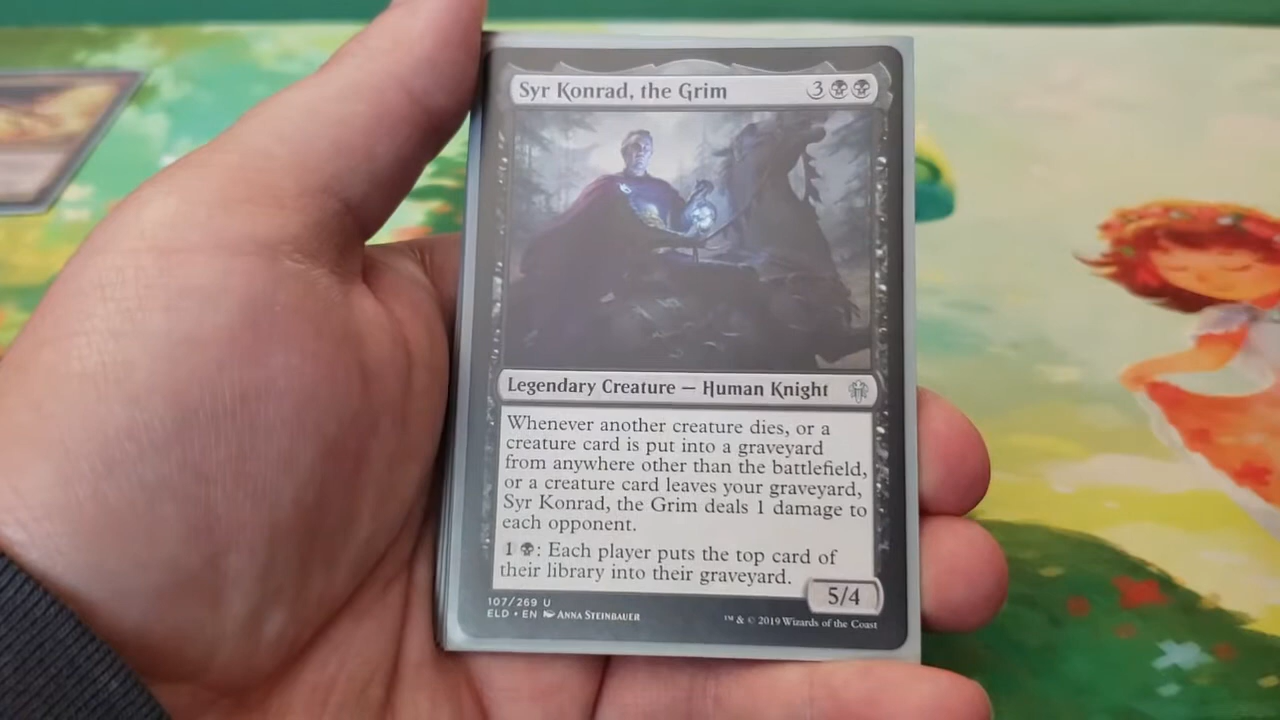 Syr Konrad, the Grim 3
Legendary Creature — Human Knight
Whenever another creature dies, or a
creature card is put into a graveyard
from anywhere other than the battlefield,
or a creature card leaves your graveyard,
Syr Konrad, the Grim deals 1 damage to
each opponent.
1 : Each player puts the top card of
their library into their graveyard.
5/4
107/269 U
ELD • EN ANNA STEINBAUER
™ & © 2019 Wizards of the Coast